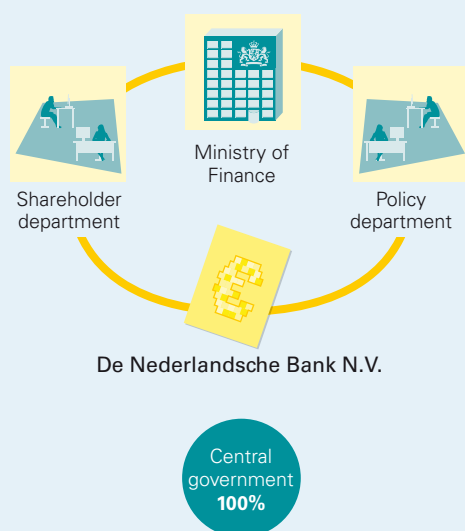 Ministry of
Finance
Shareholder
department
Policy
department
€
De Nederlandsche Bank N.V.
Central
government
100%